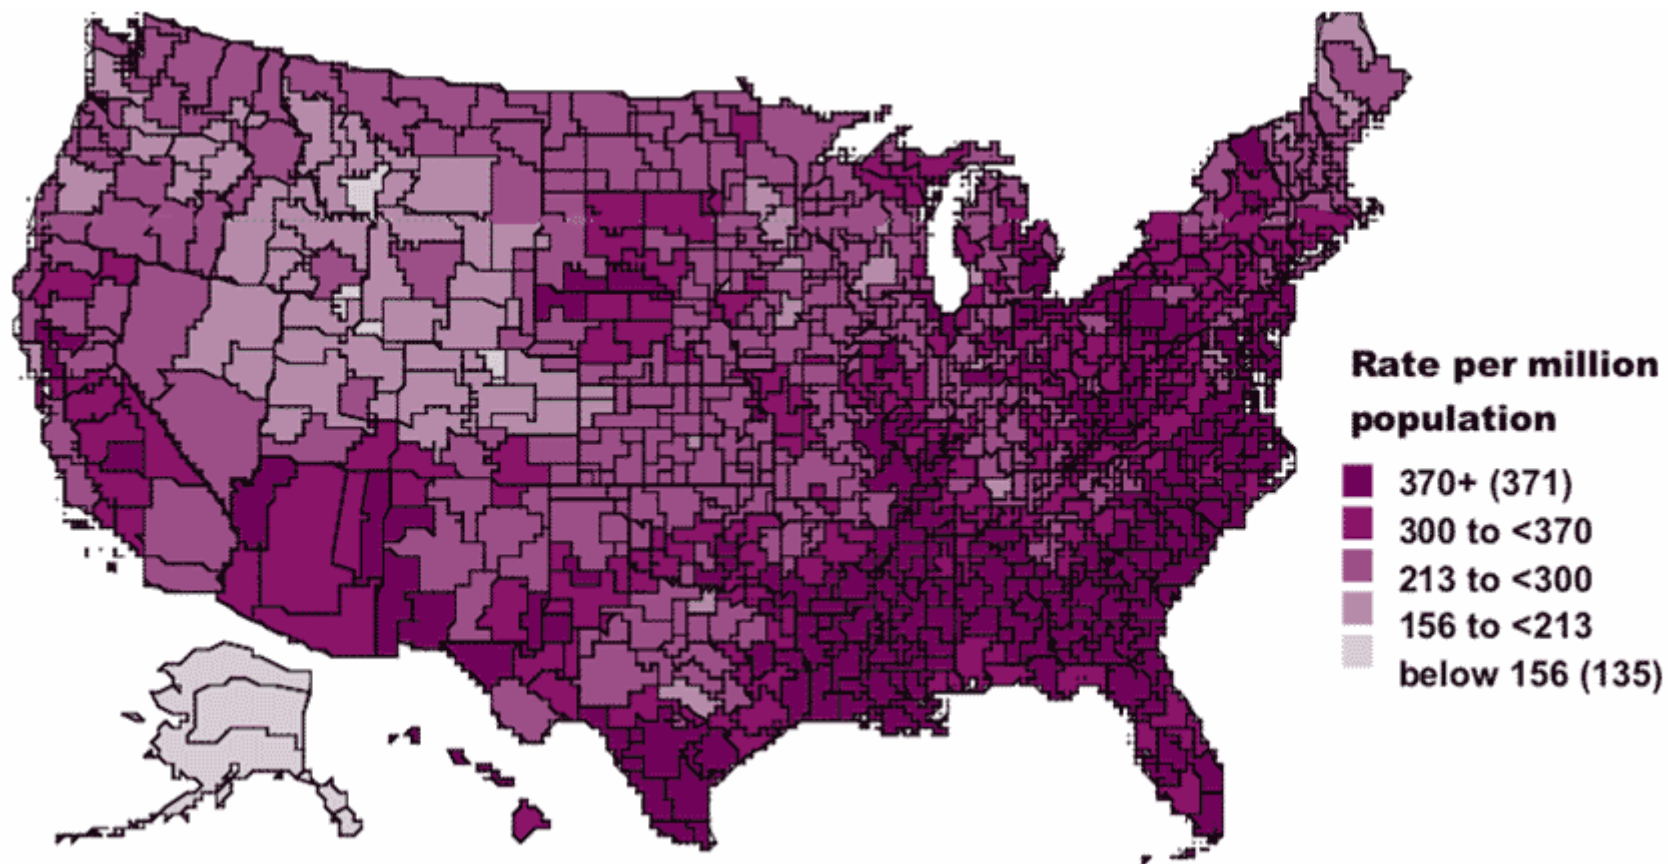 Rate per million
population
370+ (371)
300 to <370
213 to <300
156 to <213
below 156 (135)